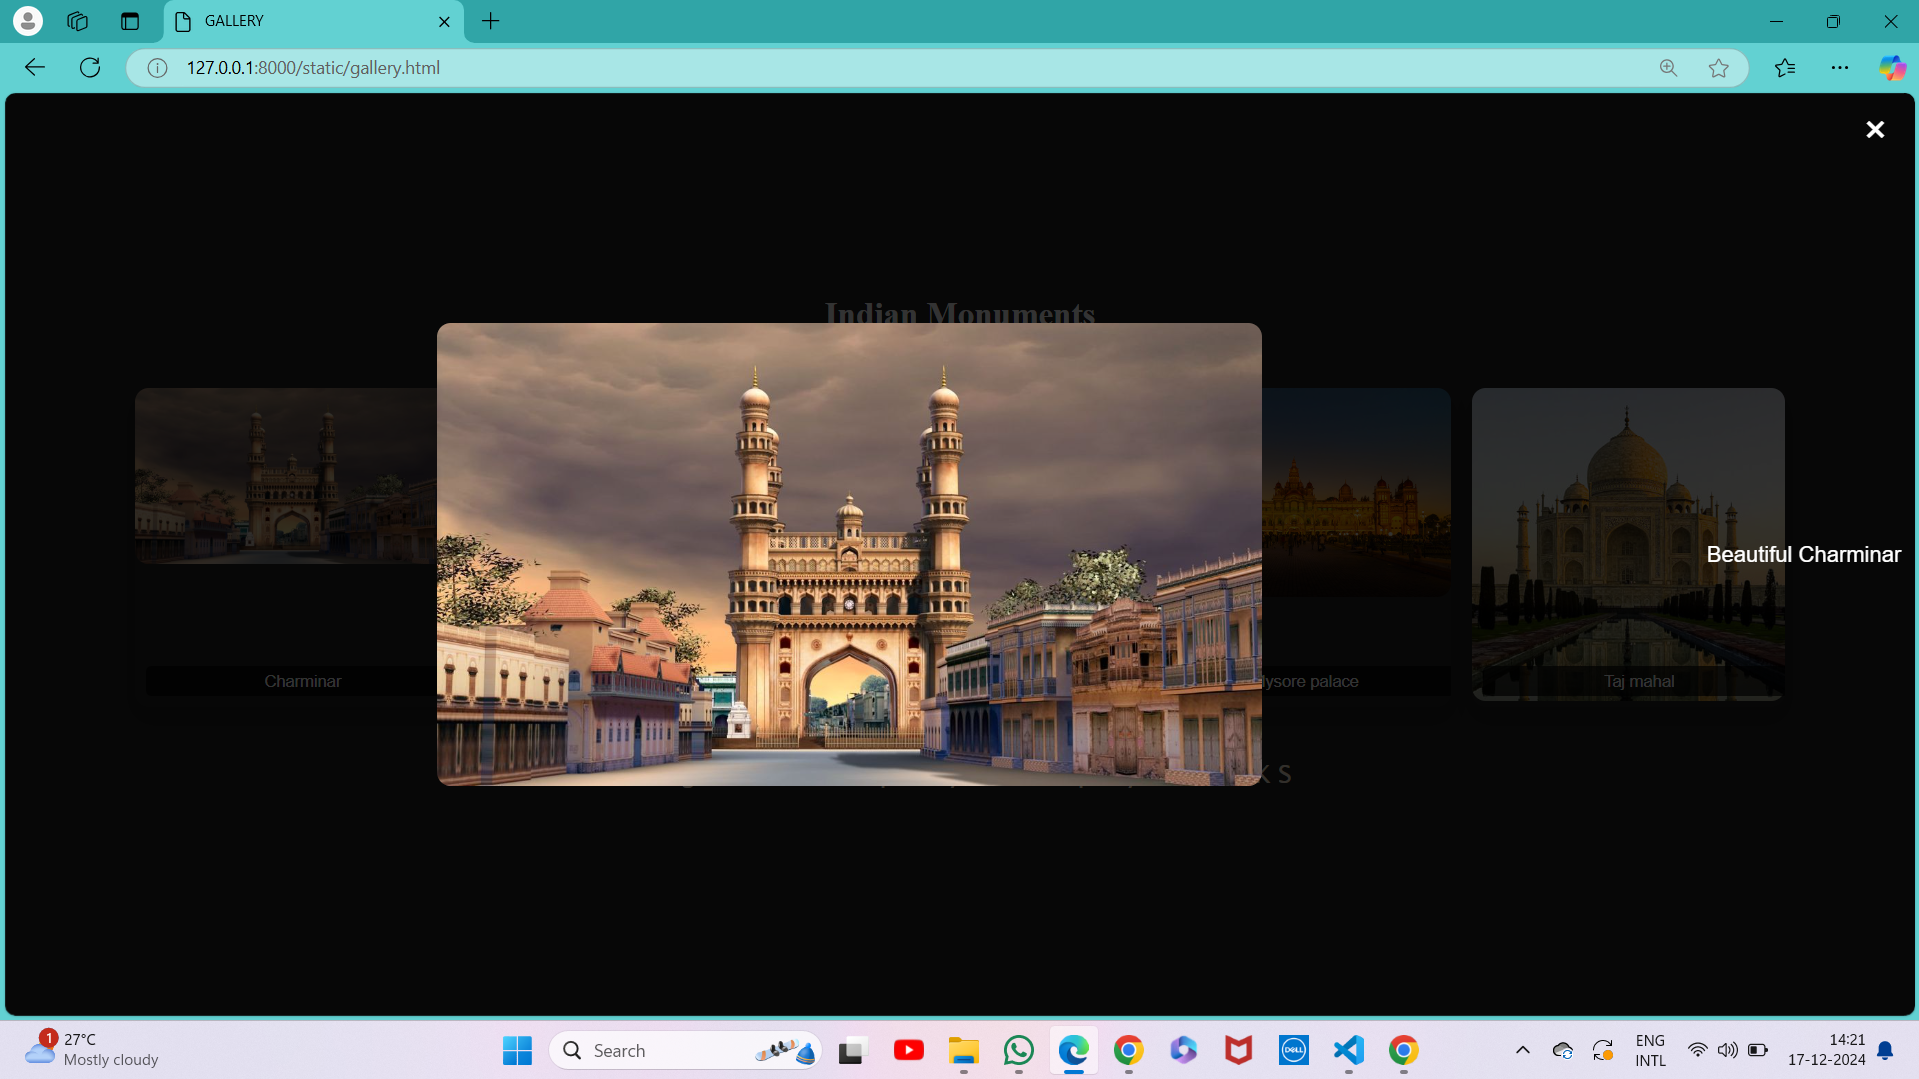 GALLERY
127.0.0.1:8000/static/gallery.html
Indian Monuments
Beautiful Charminar
Charminar
ysore palace
Taj mahal
K S
1
27°C
Mostly cloudy
Search
DELL
ENG
INTL
14:21
17-12-2024